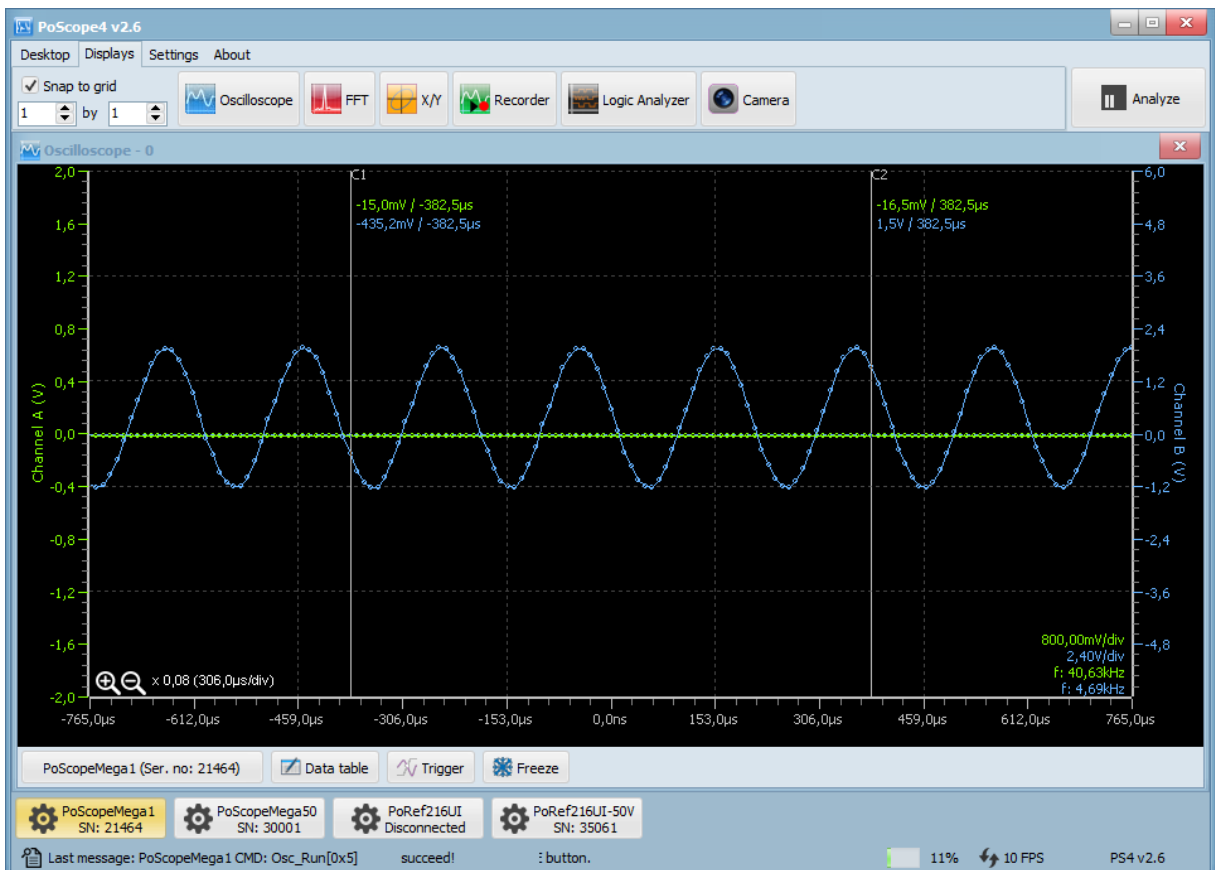 PoScope4 v2.6
Desktop Displays Settings About
Snap to grid
1 by 1
Oscilloscope FFT X/Y Recorder Logic Analyzer Camera
Analyze
Oscilloscope - 0
2,0 1,6 1,2 0,8 0,4 0,0 -0,4 -0,8 -1,2 -1,6 -2,0
Channel A (V)
C1
-15,0mV / -382,5µs
-435,2mV / -382,5µs
C2
-16,5mV / 382,5µs
1,5V / 382,5µs
6,0 4,8 3,6 2,4 1,2 0,0 -1,2 -2,4 -3,6 -4,8
Channel B (V)
800,00mV/div
2,40V/div
f: 40,63kHz
f: 4,69kHz
x 0,08 (306,0µs/div)
-765,0µs -612,0µs -459,0µs -306,0µs -153,0µs 0,0ns 153,0µs 306,0µs 459,0µs 612,0µs 765,0µs
PoScopeMega1 (Ser. no: 21464) Data table Trigger Freeze
PoScopeMega1
SN: 21464
PoScopeMega50
SN: 30001
PoRef216UI
Disconnected
PoRef216UI-50V
SN: 35061
Last message: PoScopeMega1 CMD: Osc_Run[0x5] succeed! : button. 11% 10 FPS PS4 v2.6